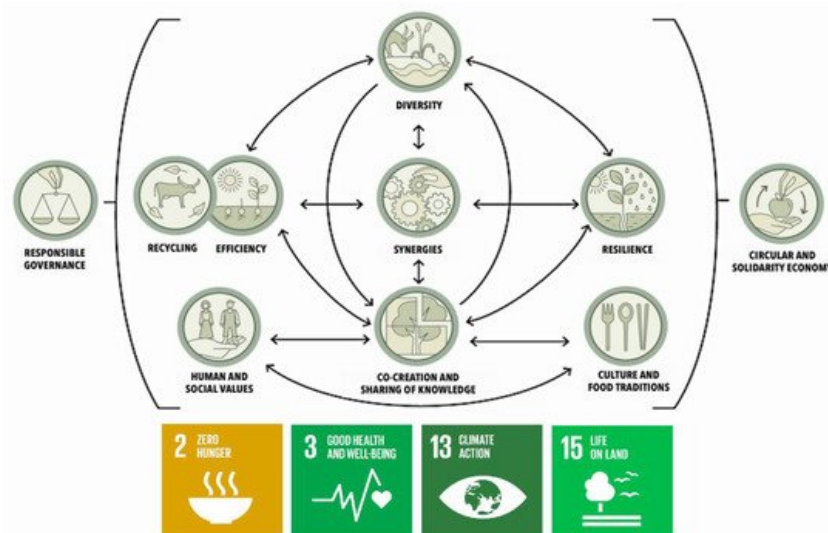 DIVERSITY
RESPONSIBLE
GOVERNANCE
RECYCLING
EFFICIENCY
SYNERGIES
RESILIENCE
CIRCULAR AND
SOLIDARITY ECONOMY
HUMAN AND
SOCIAL VALUES
CO-CREATION AND
SHARING OF KNOWLEDGE
CULTURE AND
FOOD TRADITIONS
2 ZERO
HUNGER
3 GOOD HEALTH
AND WELL-BEING
13 CLIMATE
ACTION
15 LIFE
ON LAND